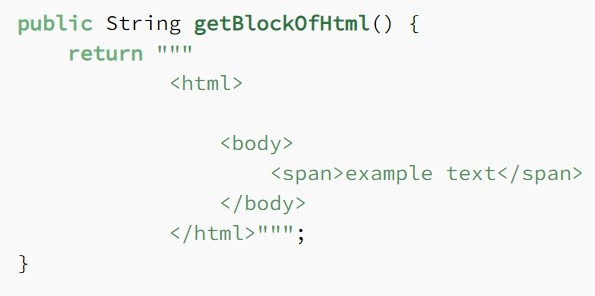 public String getBlockOfHtml() {
    return """
            <html>

                <body>
                    <span>example text</span>
                </body>
            </html>""";
}